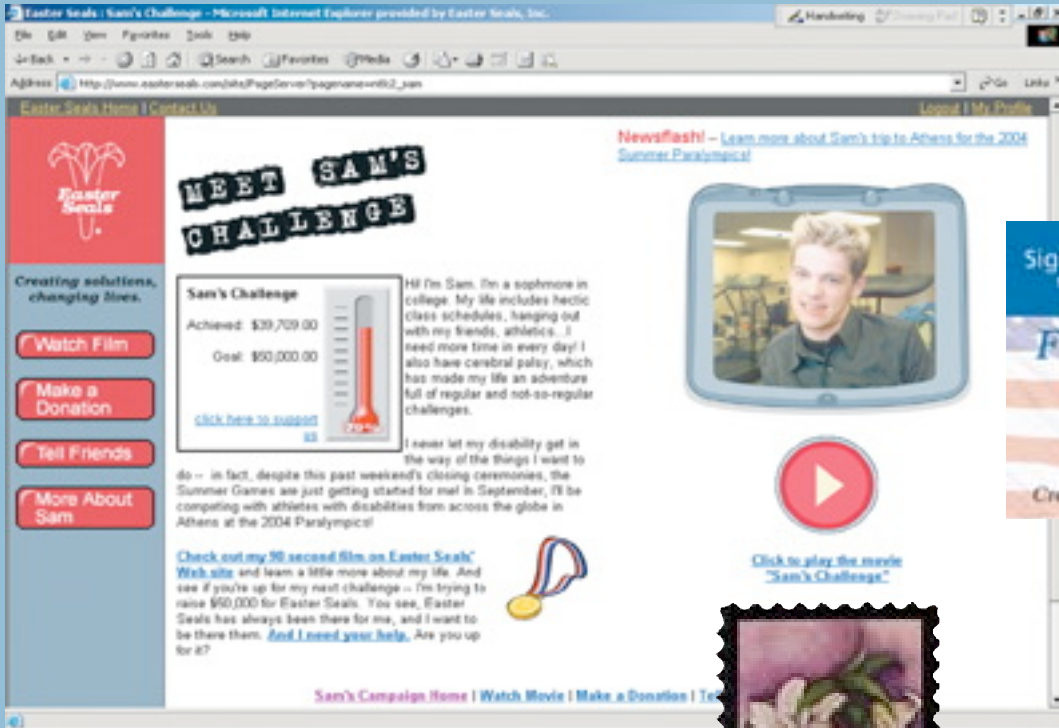 Easter Seals : Sam's Challenge - Microsoft Internet Explorer provided by Easter Seals, Inc.
Handwriting Drawing Pad
File Edit View Favorites Tools Help
Back Search Favorites Media
Address http://www.easterseals.com/site/PageServer?pagename=
Go Links
Easter Seals Home | Contact Us
Logout | My Profile
Easter
Seals
Creating solutions,
changing lives.
Watch Film
Make a
Donation
Tell Friends
More About
Sam
MEET SAM'S
CHALLENGE
Sam's Challenge
Achieved: $39,709.00
Goal: $50,000.00
click here to support
us
79%
Hi! I'm Sam. I'm a sophmore in
college. My life includes hectic
class schedules, hanging out
with my friends, athletics...I
need more time in every day! I
also have cerebral palsy, which
has made my life an adventure
full of regular and not-so-regular
challenges.
I never let my disability get in
the way of the things I want to
do -- in fact, despite this past weekend's closing ceremonies, the
Summer Games are just getting started for me! In September, I'll be
competing with athletes with disabilities from across the globe in
Athens at the 2004 Paralympics!
Check out my 90 second film on Easter Seals'
Web site and learn a little more about my life. And
see if you're up for my next challenge -- I'm trying to
raise $50,000 for Easter Seals. You see, Easter
Seals has always been there for me, and I want to
be there them. And I need your help. Are you up
for it?
Newsflash! – Learn more about Sam's trip to Athens for the 2004
Summer Paralympics!
Click to play the movie
"Sam's Challenge"
Sam's Campaign Home | Watch Movie | Make a Donation |
Sig
Cre